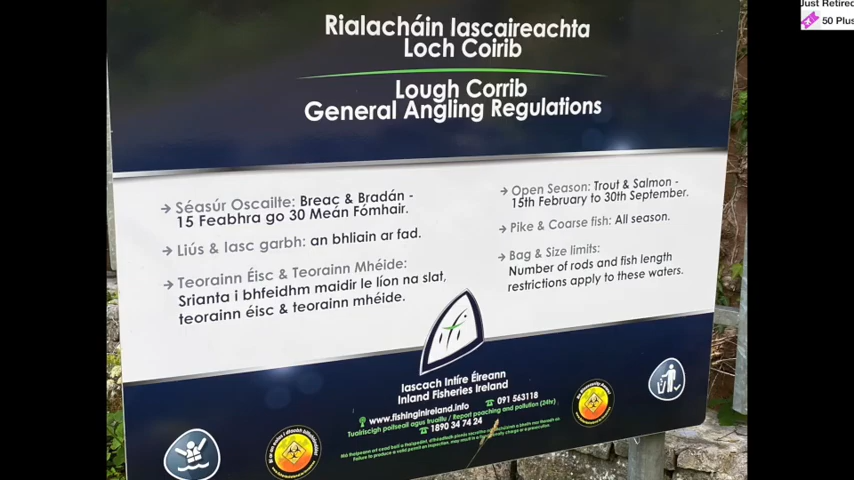 Just Retired
50 Plus
Rialacháin Iascaireachta
Loch Coirib
Lough Corrib
General Angling Regulations
→ Séasúr Oscailte: Breac & Bradán -
15 Feabhra go 30 Meán Fómhair.
→ Liús & Iasc garbh: an bhliain ar fad.
→ Teorainn Éisc & Teorainn Mhéide:
Srianta i bhfeidhm maidir le líon na slat,
teorainn éisc & teorainn mhéide.
→ Open Season: Trout & Salmon -
15th February to 30th September.
→ Pike & Coarse fish: All season.
→ Bag & Size limits:
Number of rods and fish length
restrictions apply to these waters.
Iascach Intíre Éireann
Inland Fisheries Ireland
www.fishinginireland.info 091 563118
Tuairiscigh póitseáil agus truailliú / Report poaching and pollution (24hr)
1890 34 74 24